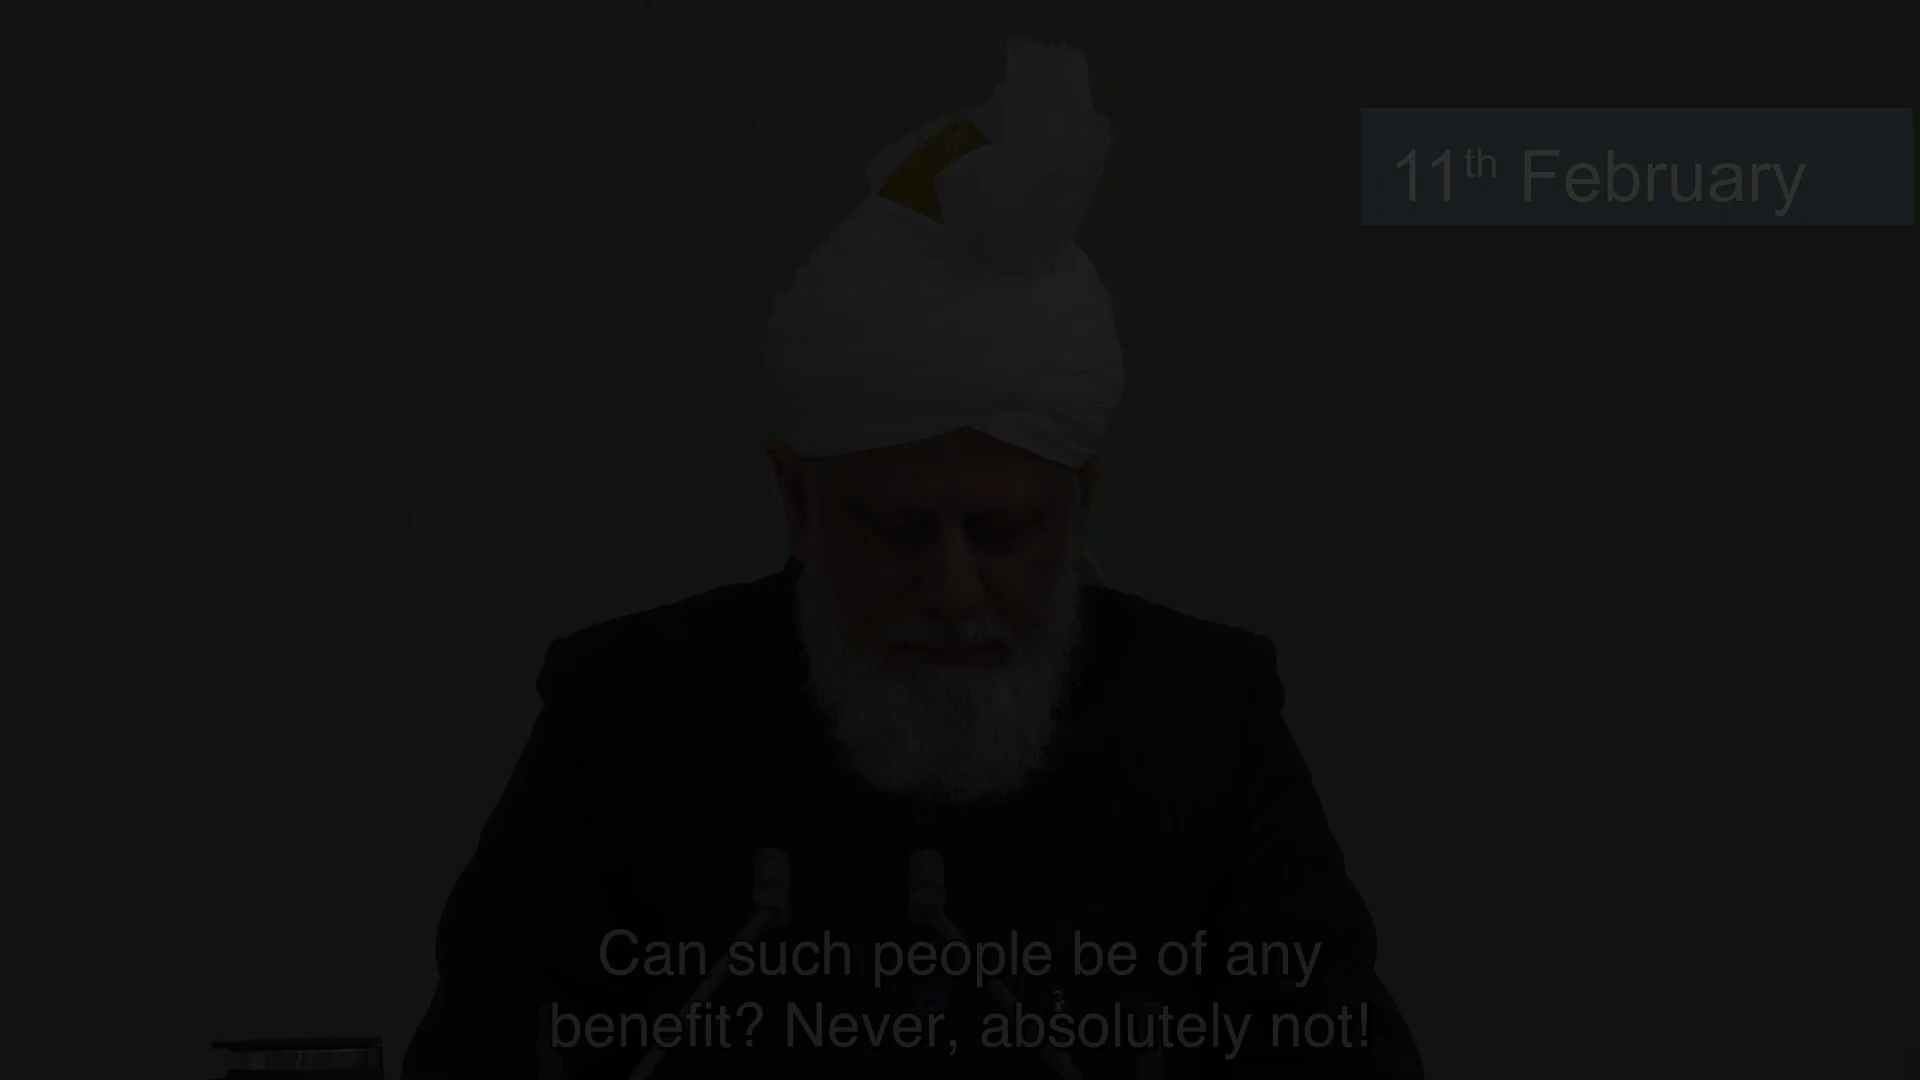 11th February
Can such people be of any
benefit? Never, absolutely not!